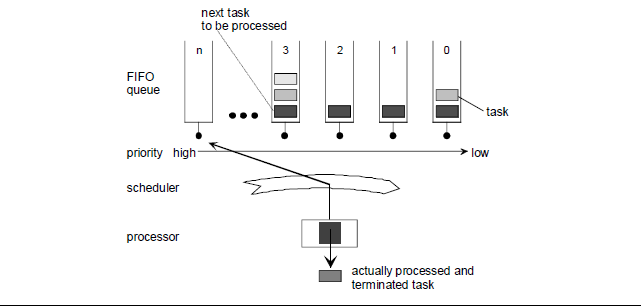 next task
to be processed
n 3 2 1 0
FIFO
queue
task
priority high low
scheduler
processor
actually processed and
terminated task